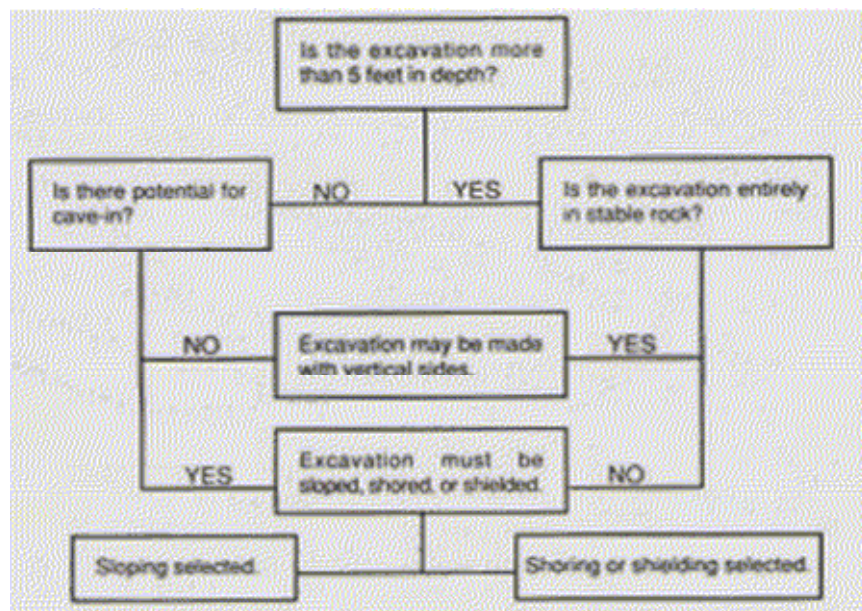 Is the excavation more
than 5 feet in depth?
Is there potential for
cave-in?
NO
YES
Is the excavation entirely
in stable rock?
NO
Excavation may be made
with vertical sides.
YES
YES
Excavation must be
sloped, shored, or shielded.
NO
Sloping selected.
Shoring or shielding selected.